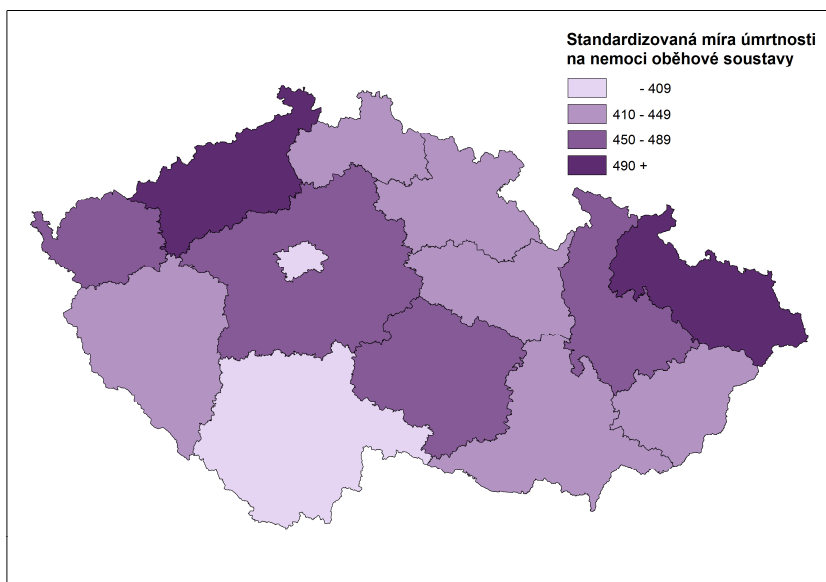 Standardizovaná míra úmrtnosti
na nemoci oběhové soustavy
- 409
410 - 449
450 - 489
490 +